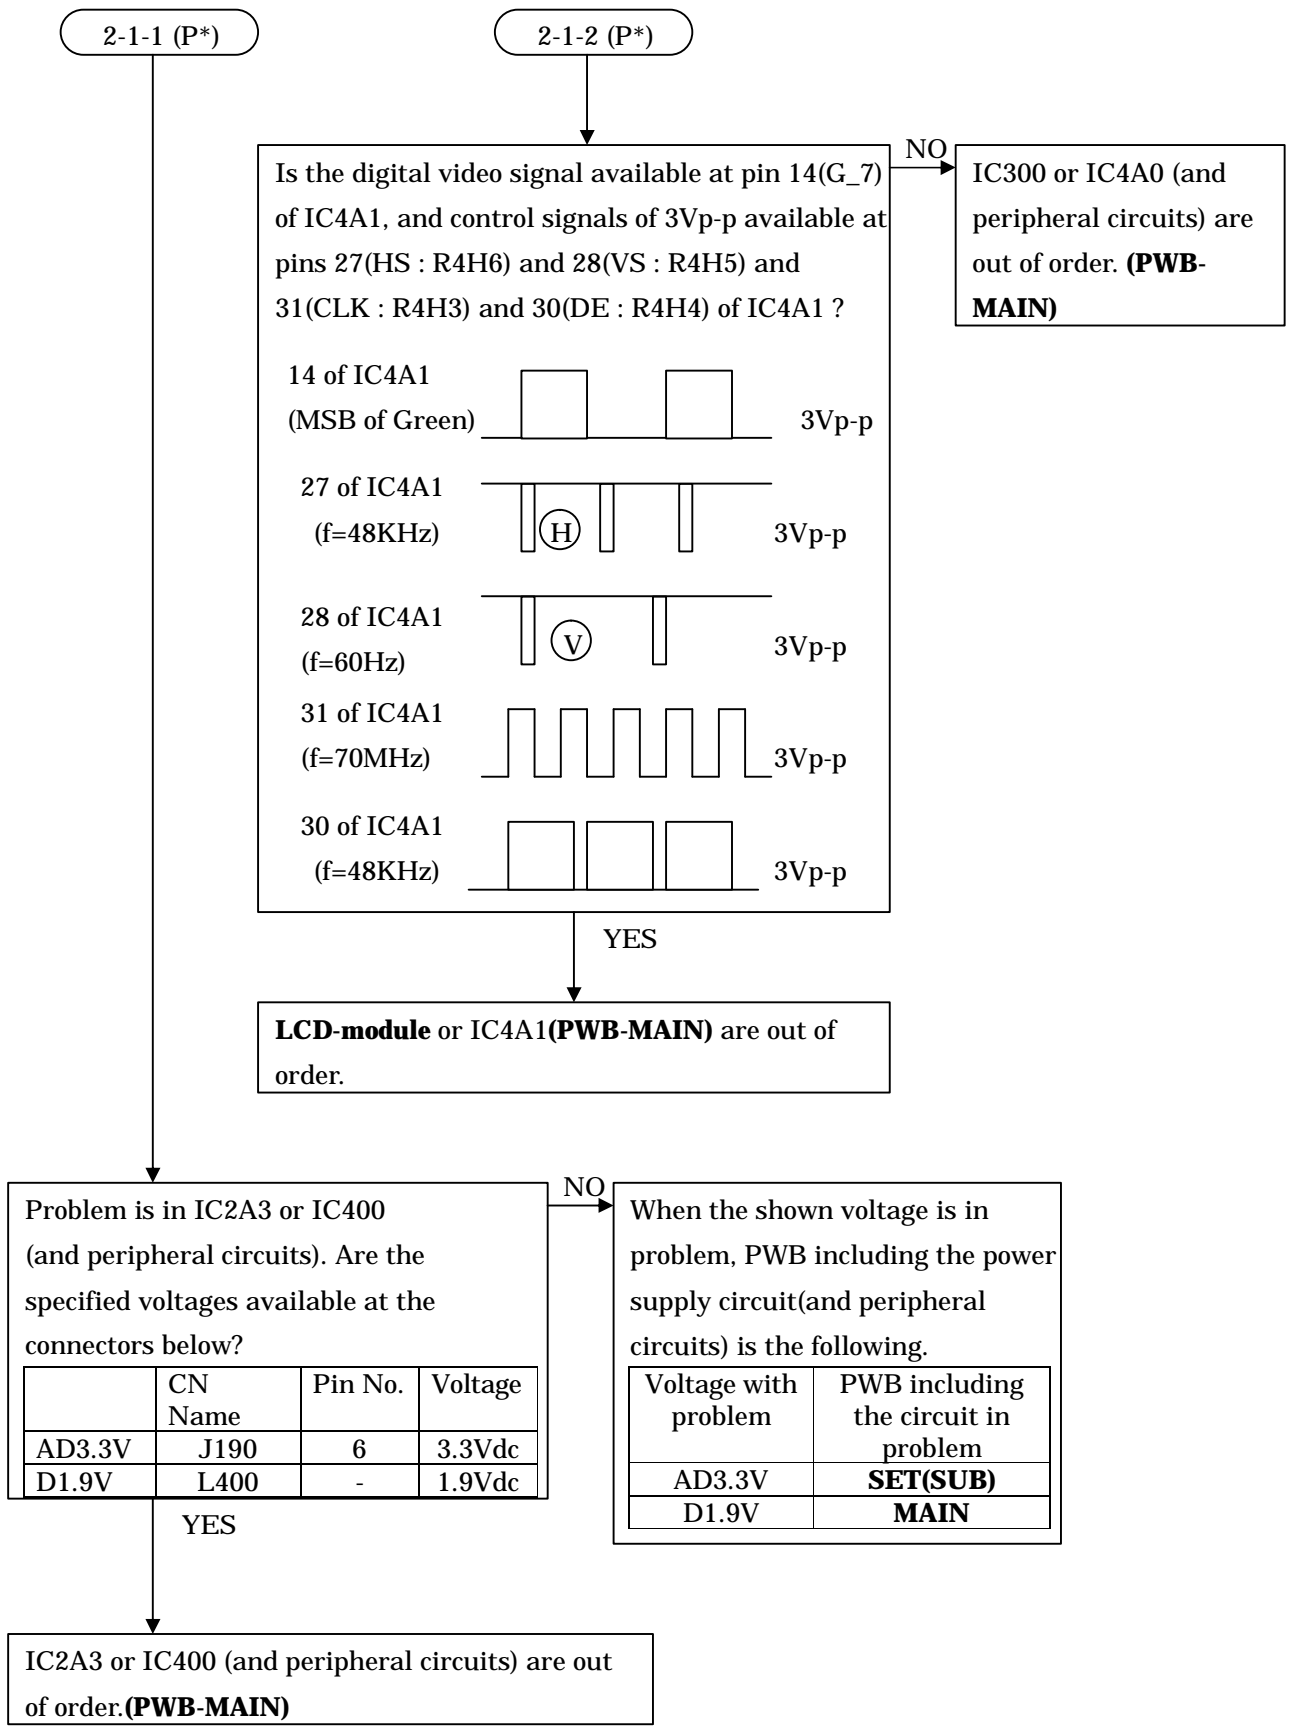 2-1-1 (P*)
2-1-2 (P*)
Is the digital video signal available at pin 14(G_7)
of IC4A1, and control signals of 3Vp-p available at
pins 27(HS : R4H6) and 28(VS : R4H5) and
31(CLK : R4H3) and 30(DE : R4H4) of IC4A1 ?
NO
IC300 or IC4A0 (and
peripheral circuits) are
out of order. (PWB-
MAIN)
14 of IC4A1
(MSB of Green)
3Vp-p
27 of IC4A1
(f=48KHz)
H
3Vp-p
28 of IC4A1
(f=60Hz)
V
3Vp-p
31 of IC4A1
(f=70MHz)
3Vp-p
30 of IC4A1
(f=48KHz)
3Vp-p
YES
LCD-module or IC4A1(PWB-MAIN) are out of
order.
Problem is in IC2A3 or IC400
(and peripheral circuits). Are the
specified voltages available at the
connectors below?
CN
Name
Pin No.
Voltage
AD3.3V J190 6 3.3Vdc
D1.9V L400 - 1.9Vdc
NO
When the shown voltage is in
problem, PWB including the power
supply circuit(and peripheral
circuits) is the following.
Voltage with
problem
PWB including
the circuit in
problem
AD3.3V SET(SUB)
D1.9V MAIN
YES
IC2A3 or IC400 (and peripheral circuits) are out
of order.(PWB-MAIN)